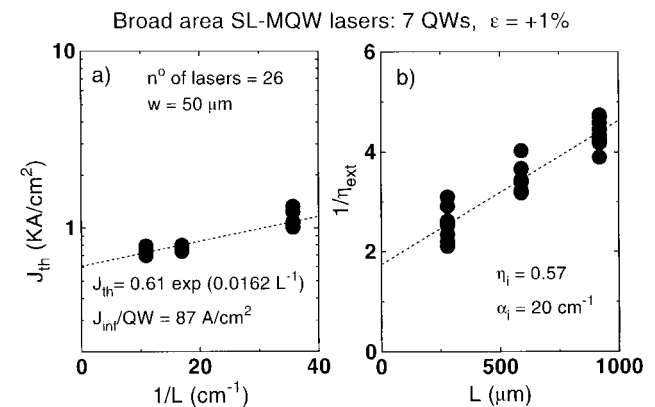 Broad area SL-MQW lasers: 7 QWs, ε = +1%
a)
nº of lasers = 26
w = 50 μm
J_th (KA/cm²)
10
1
J_th= 0.61 exp (0.0162 L⁻¹)
J_inf/QW = 87 A/cm²
0
20
40
1/L (cm⁻¹)
b)
1/η_ext
6
4
2
0
η_i = 0.57
α_i = 20 cm⁻¹
0
500
1000
L (μm)